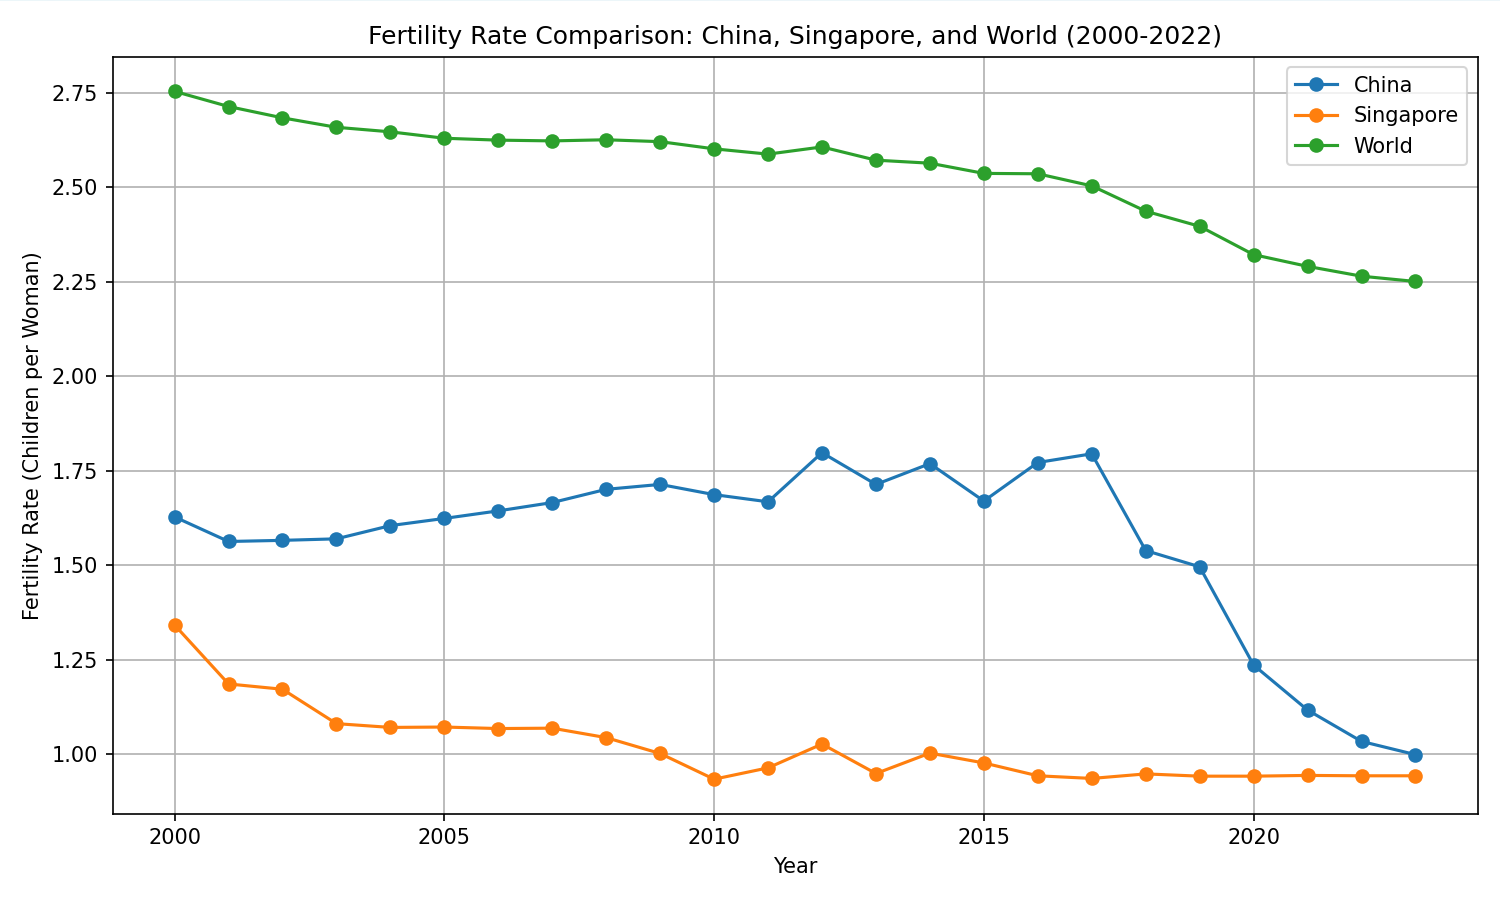 Fertility Rate Comparison: China, Singapore, and World (2000-2022)
China
Singapore
World
Fertility Rate (Children per Woman)
2.75
2.50
2.25
2.00
1.75
1.50
1.25
1.00
2000 2005 2010 2015 2020
Year